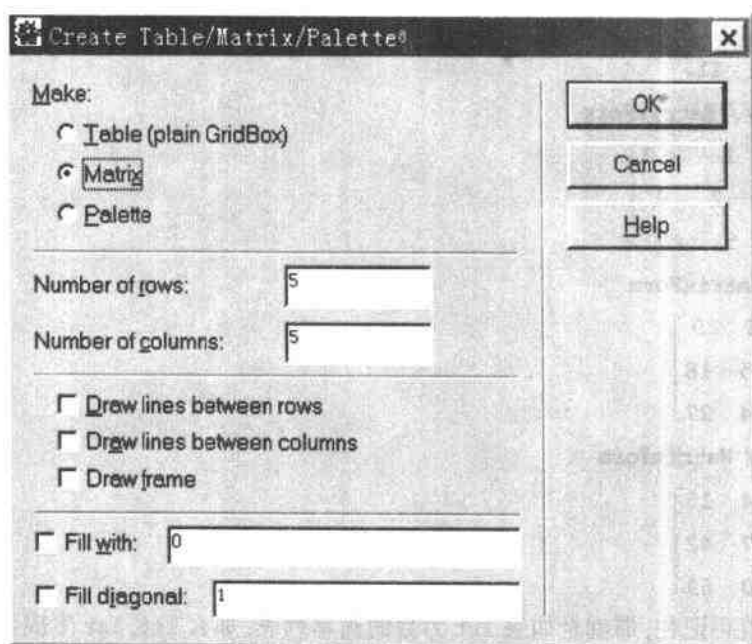 Create Table/Matrix/Palette
Make:
Table (plain GridBox)
Matrix
Palette
Number of rows: 5
Number of columns: 5
Draw lines between rows
Draw lines between columns
Draw frame
Fill with: 0
Fill diagonal: 1
OK
Cancel
Help